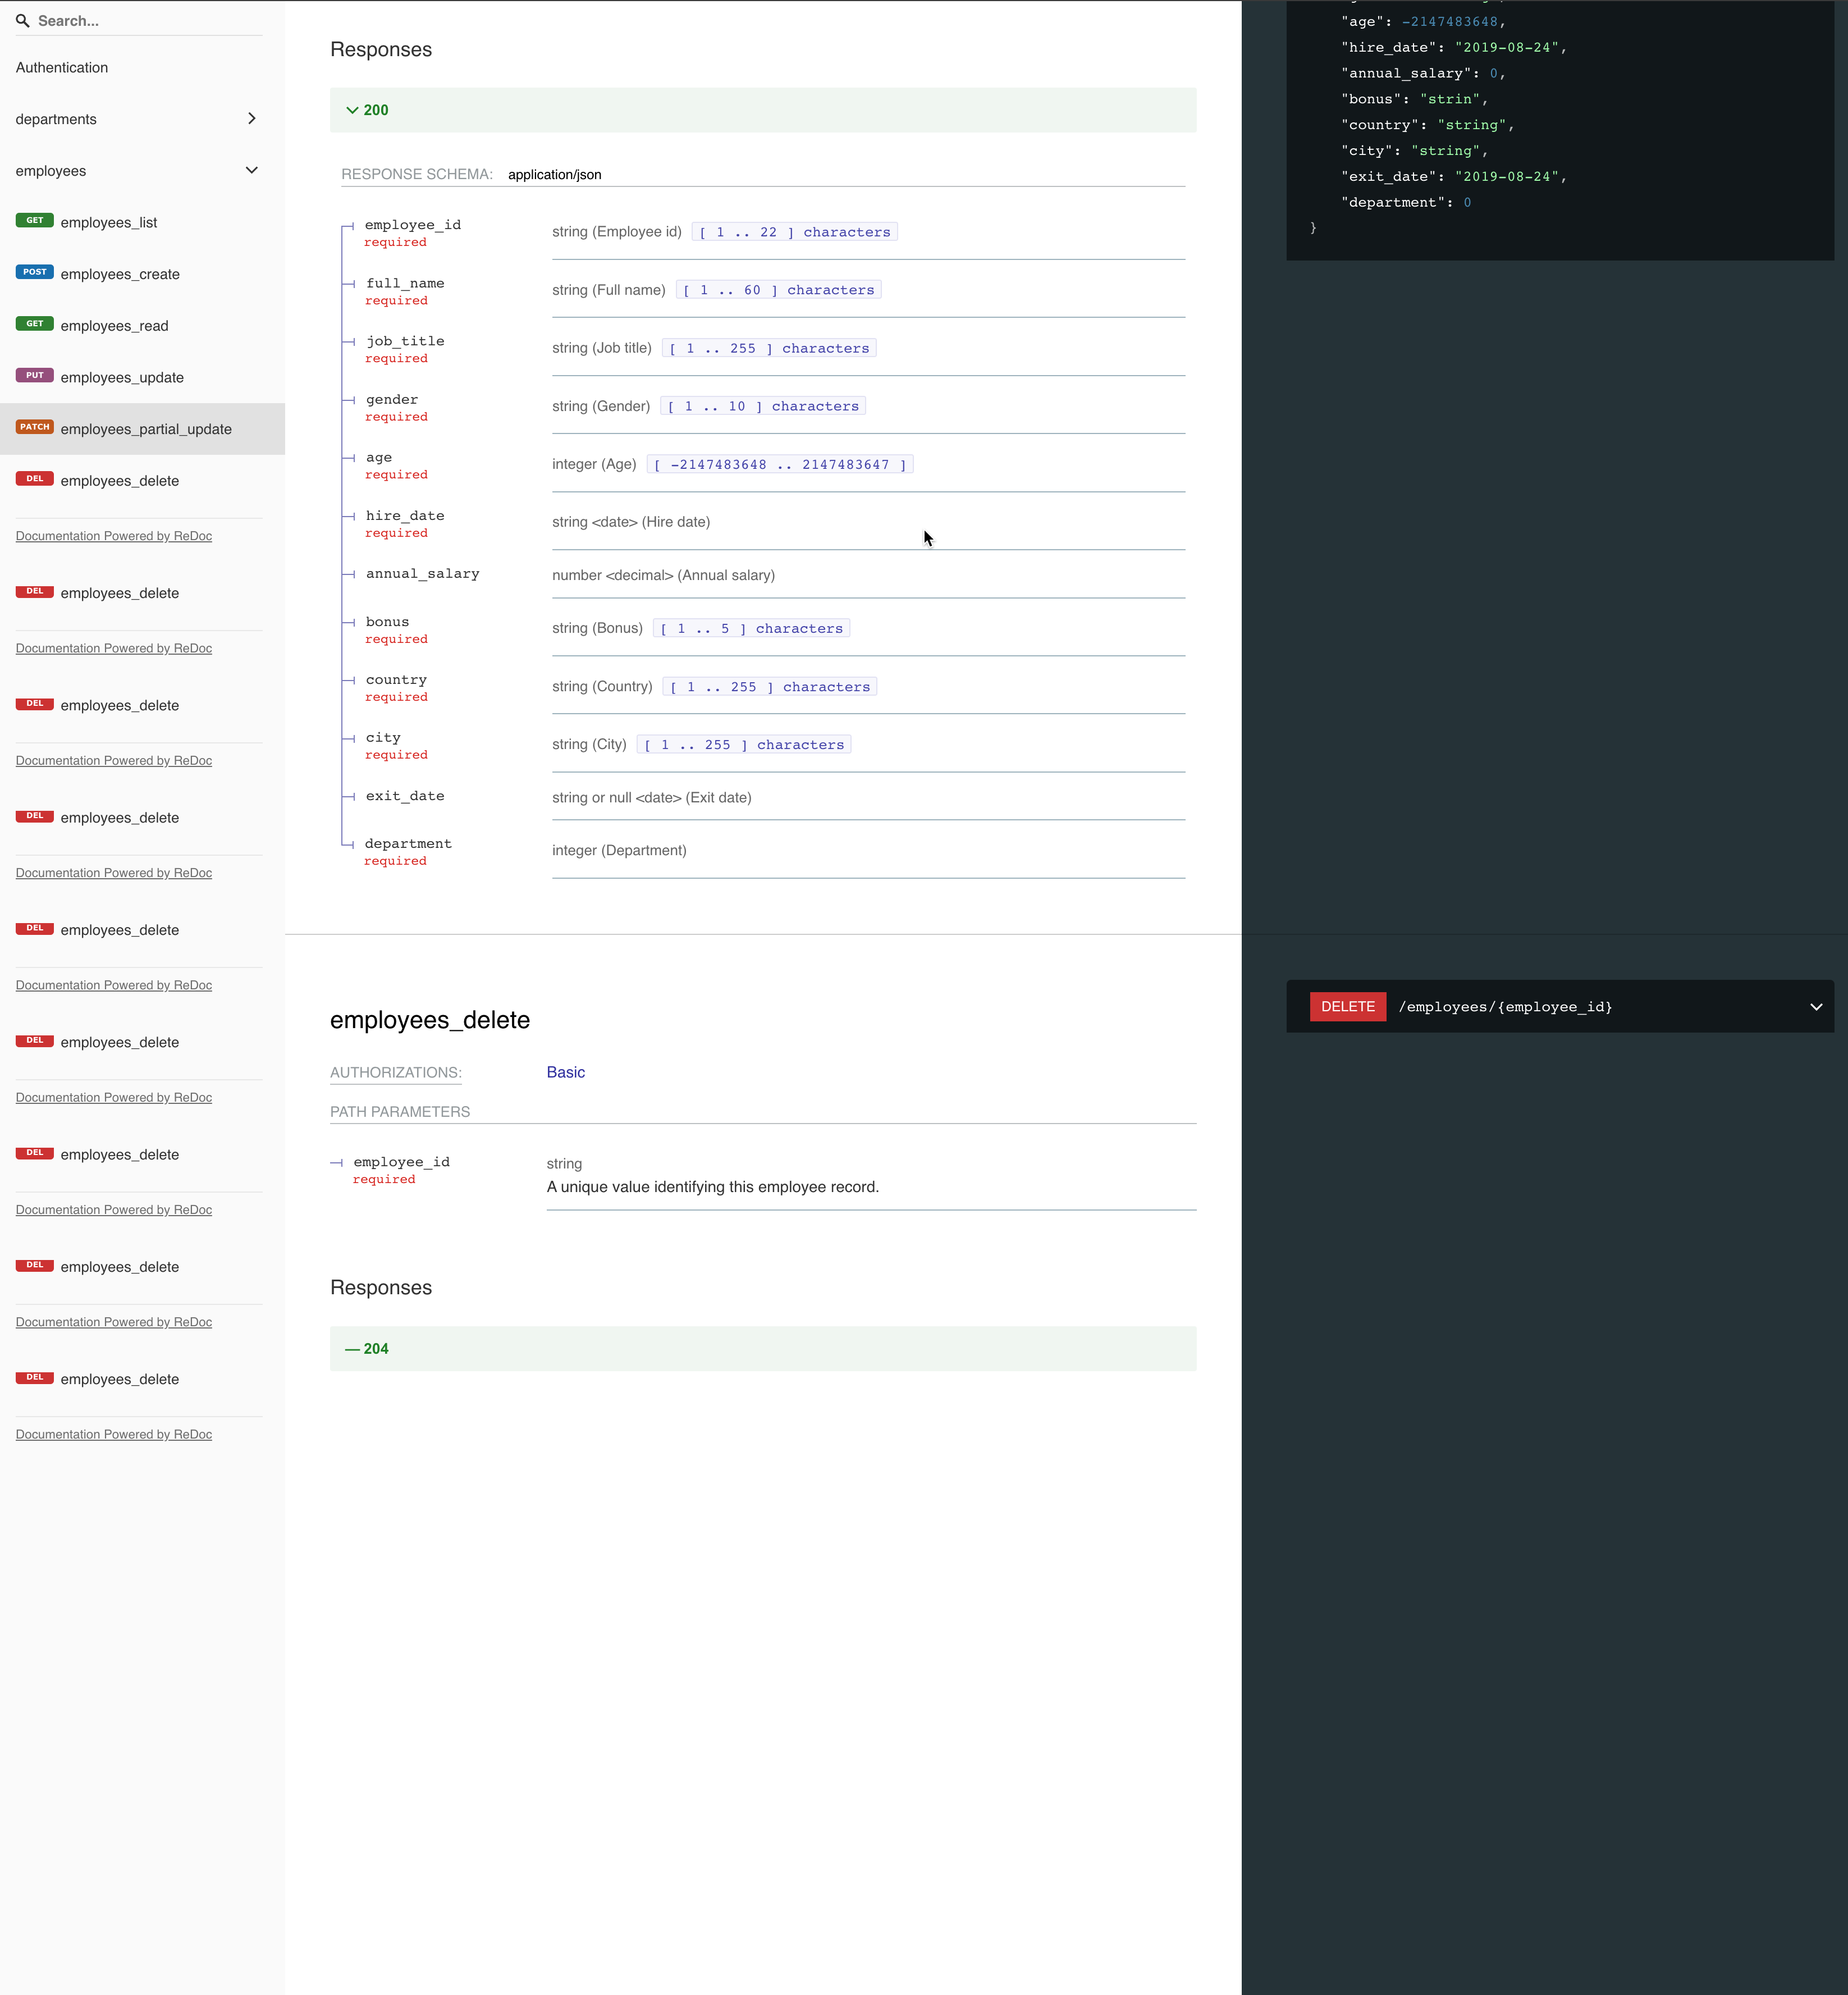 Search...
Authentication
departments
employees
GET employees_list
POST employees_create
GET employees_read
PUT employees_update
PATCH employees_partial_update
DEL employees_delete
Documentation Powered by ReDoc
DEL employees_delete
Documentation Powered by ReDoc
DEL employees_delete
Documentation Powered by ReDoc
DEL employees_delete
Documentation Powered by ReDoc
DEL employees_delete
Documentation Powered by ReDoc
DEL employees_delete
Documentation Powered by ReDoc
DEL employees_delete
Documentation Powered by ReDoc
DEL employees_delete
Documentation Powered by ReDoc
DEL employees_delete
Documentation Powered by ReDoc
Responses
200
RESPONSE SCHEMA: application/json
employee_id
required
string (Employee id) [ 1 .. 22 ] characters
full_name
required
string (Full name) [ 1 .. 60 ] characters
job_title
required
string (Job title) [ 1 .. 255 ] characters
gender
required
string (Gender) [ 1 .. 10 ] characters
age
required
integer (Age) [ -2147483648 .. 2147483647 ]
hire_date
required
string <date> (Hire date)
annual_salary
number <decimal> (Annual salary)
bonus
required
string (Bonus) [ 1 .. 5 ] characters
country
required
string (Country) [ 1 .. 255 ] characters
city
required
string (City) [ 1 .. 255 ] characters
exit_date
string or null <date> (Exit date)
department
required
integer (Department)
employees_delete
AUTHORIZATIONS: Basic
PATH PARAMETERS
employee_id
required
string
A unique value identifying this employee record.
Responses
— 204
"age": -2147483648,
"hire_date": "2019-08-24",
"annual_salary": 0,
"bonus": "strin",
"country": "string",
"city": "string",
"exit_date": "2019-08-24",
"department": 0
}
DELETE /employees/{employee_id}